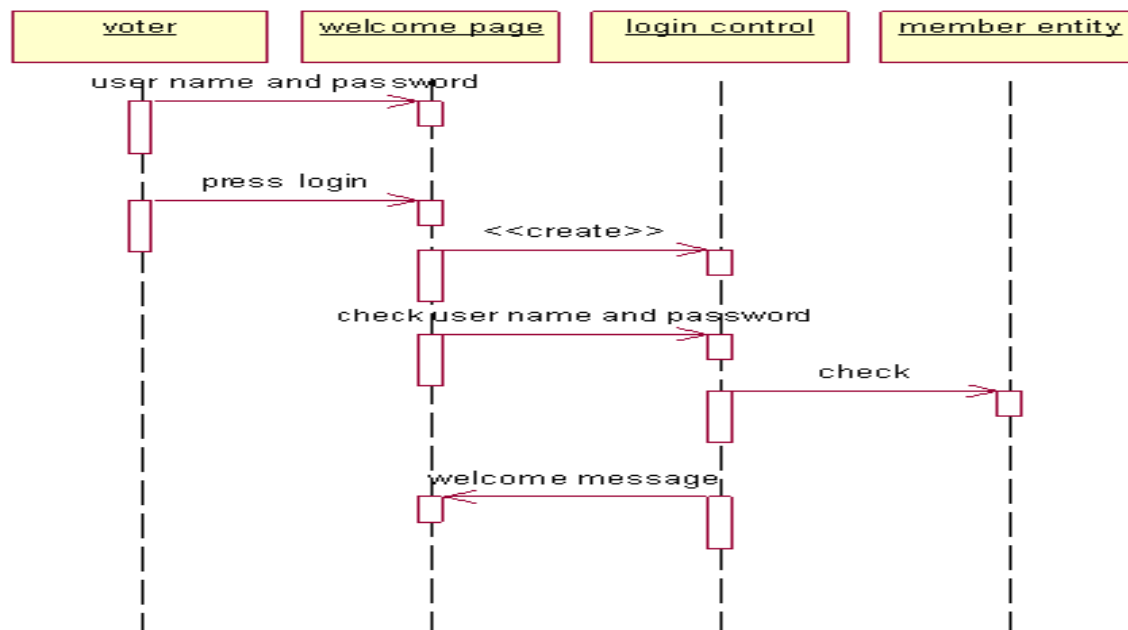 voter
welcome page
login control
member entity
user name and password
press login
<<create>>
check user name and password
check
welcome message